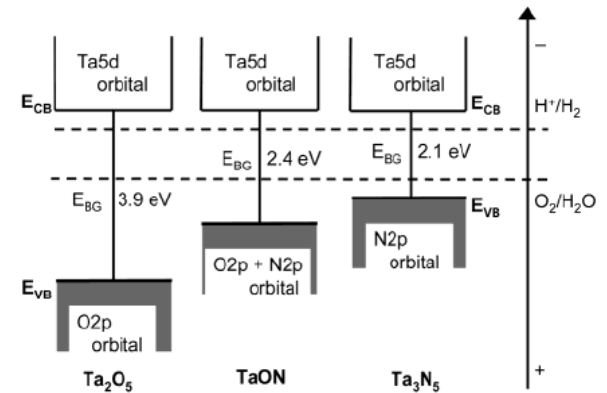 Ta5d
orbital
Ta5d
orbital
Ta5d
orbital
–
E_CB
E_CB
H⁺/H₂
E_BG 2.4 eV
E_BG 2.1 eV
E_BG 3.9 eV
E_VB
O₂/H₂O
N2p
orbital
O2p + N2p
orbital
E_VB
O2p
orbital
+
Ta₂O₅
TaON
Ta₃N₅